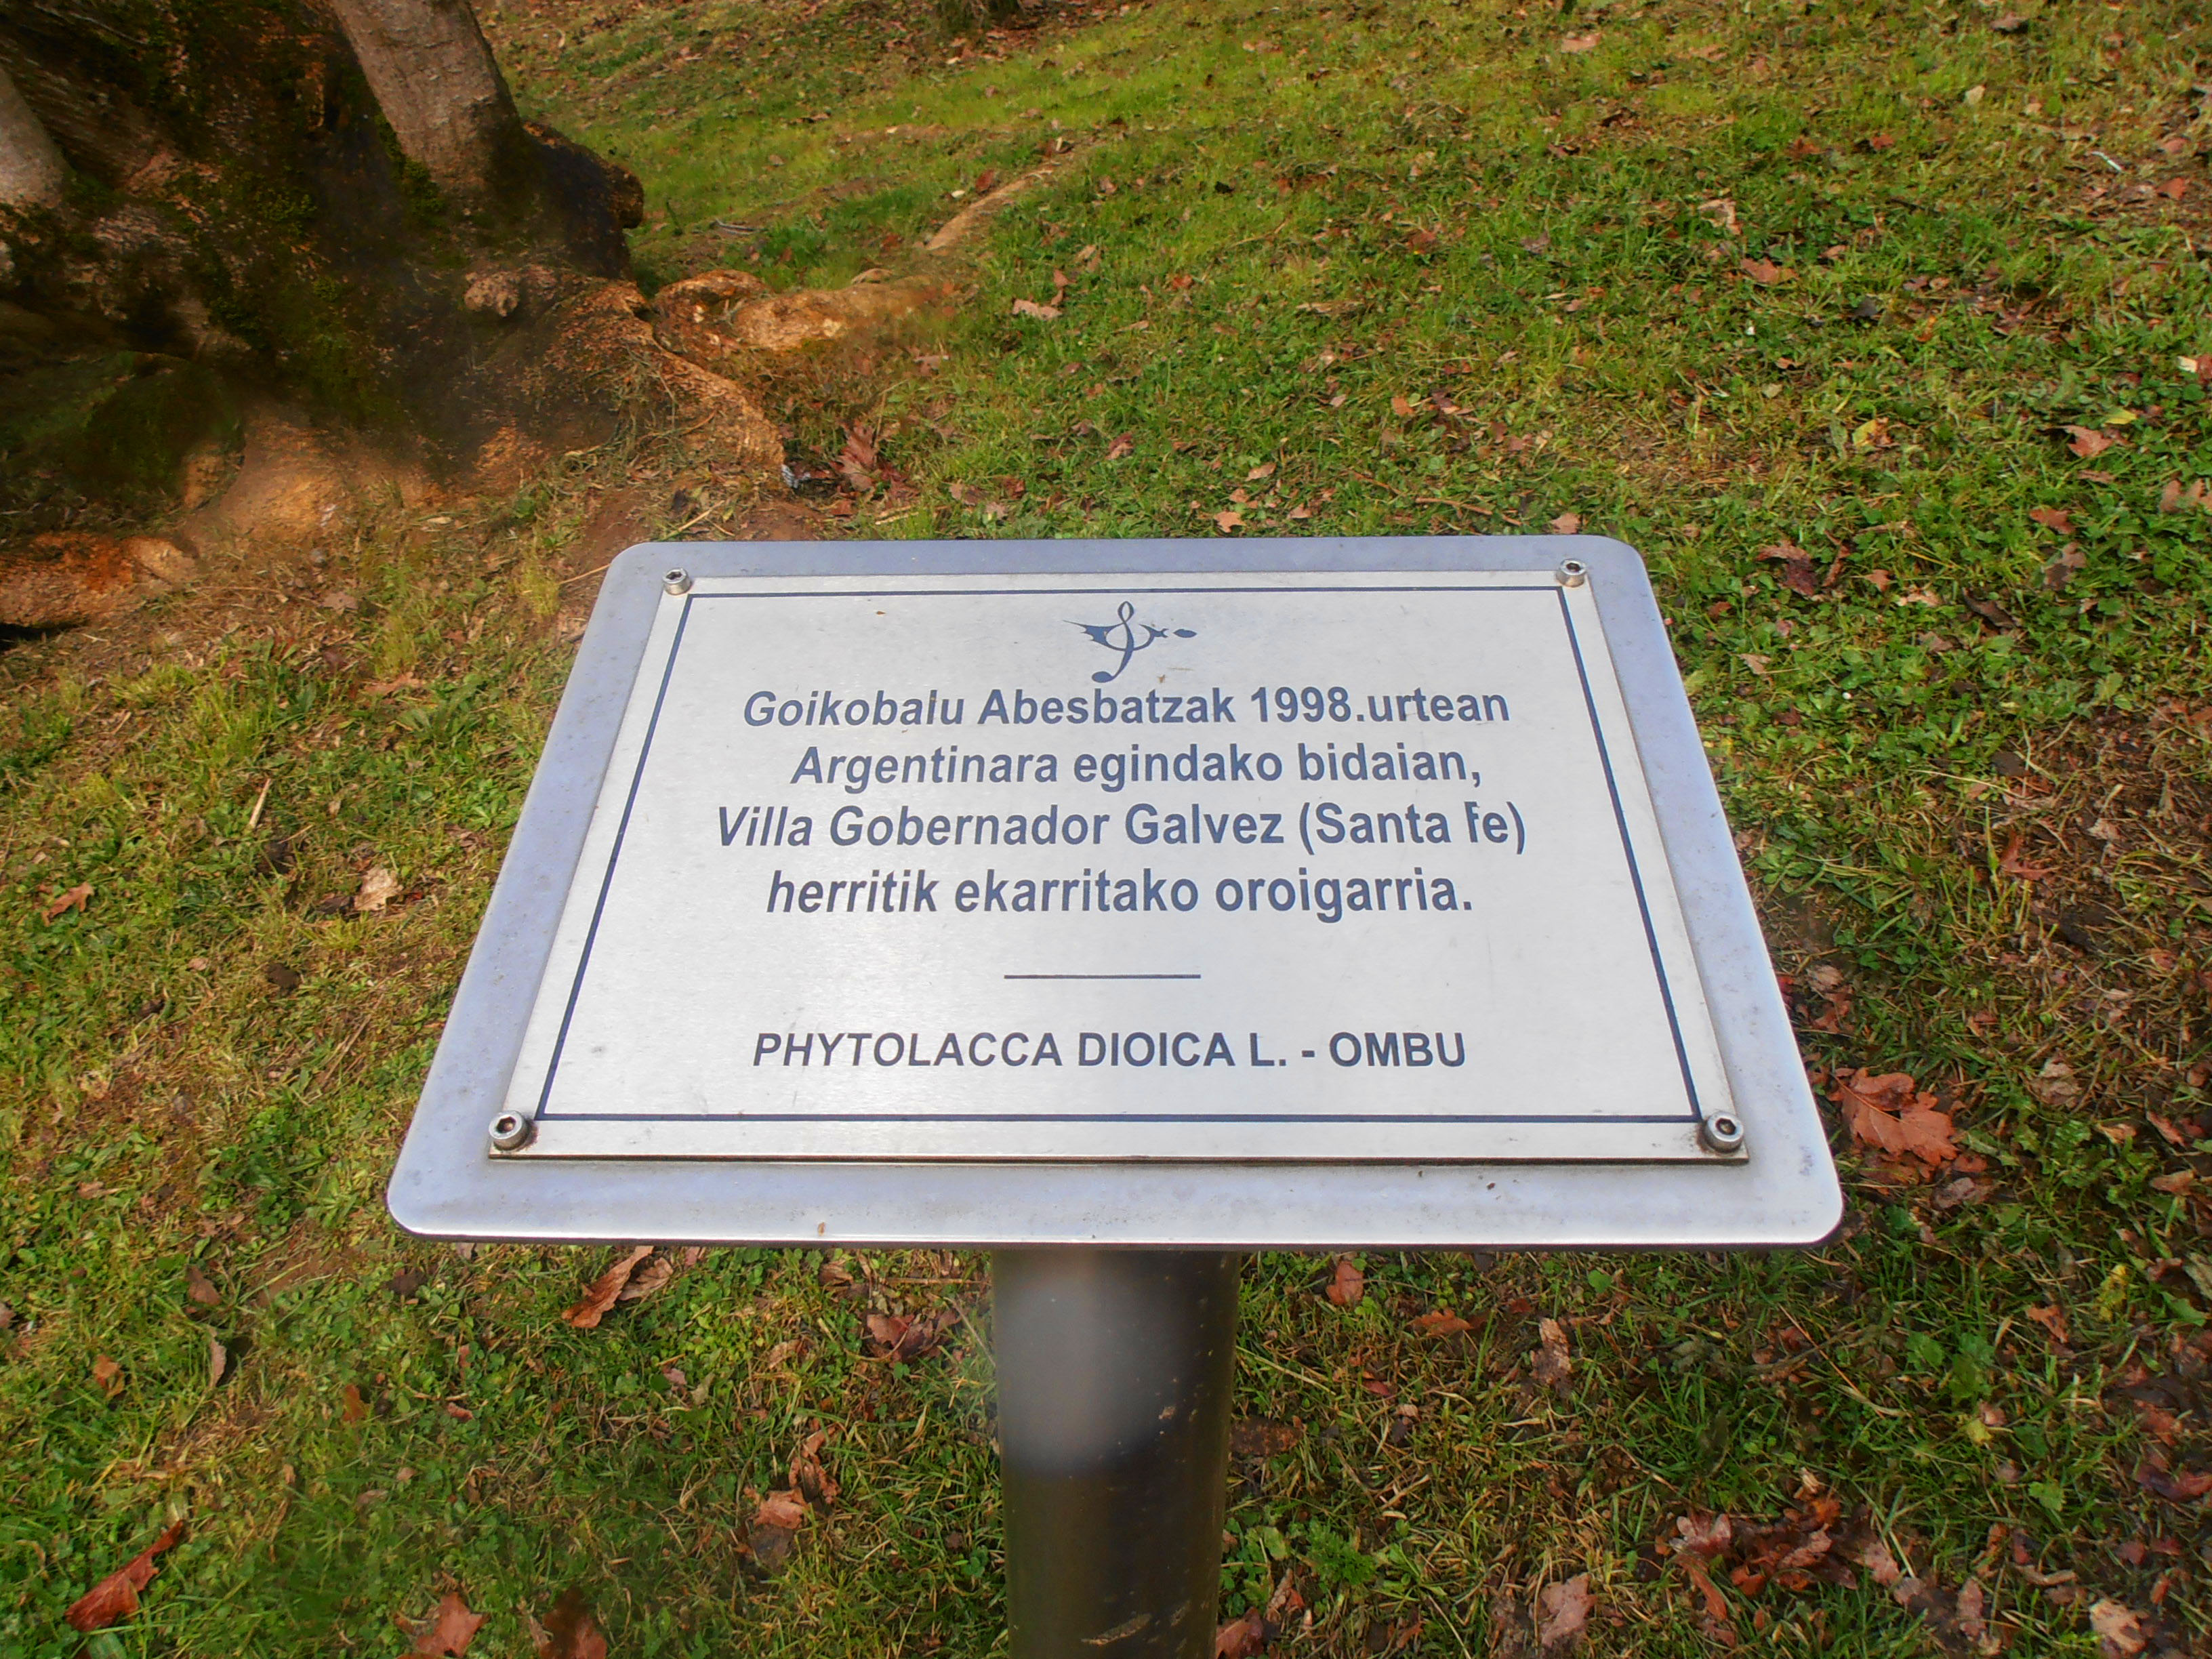 Goikobalu Abesbatzak 1998.urtean
Argentinara egindako bidaian,
Villa Gobernador Galvez (Santa Fe)
herritik ekarritako oroigarria.
PHYTOLACCA DIOICA L. - OMBU